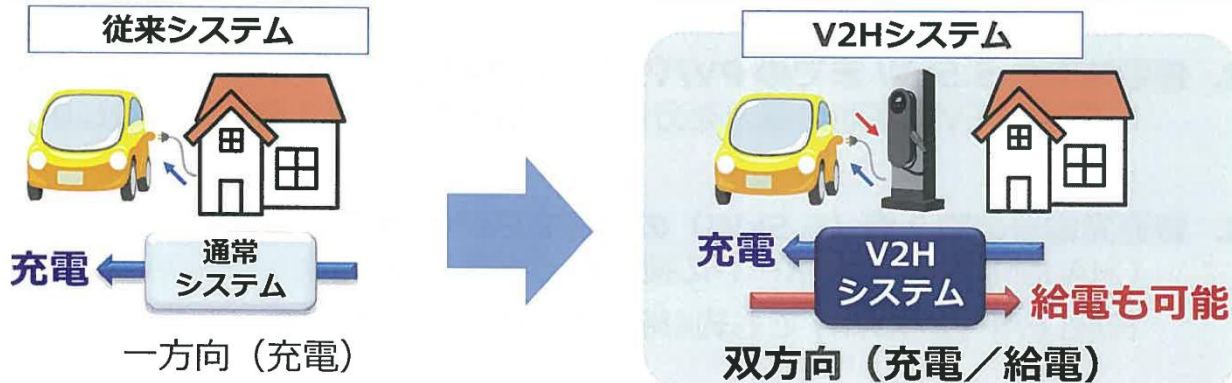 従来システム
充電
通常
システム
一方向（充電）
V2Hシステム
充電
V2H
システム
給電も可能
双方向（充電／給電）